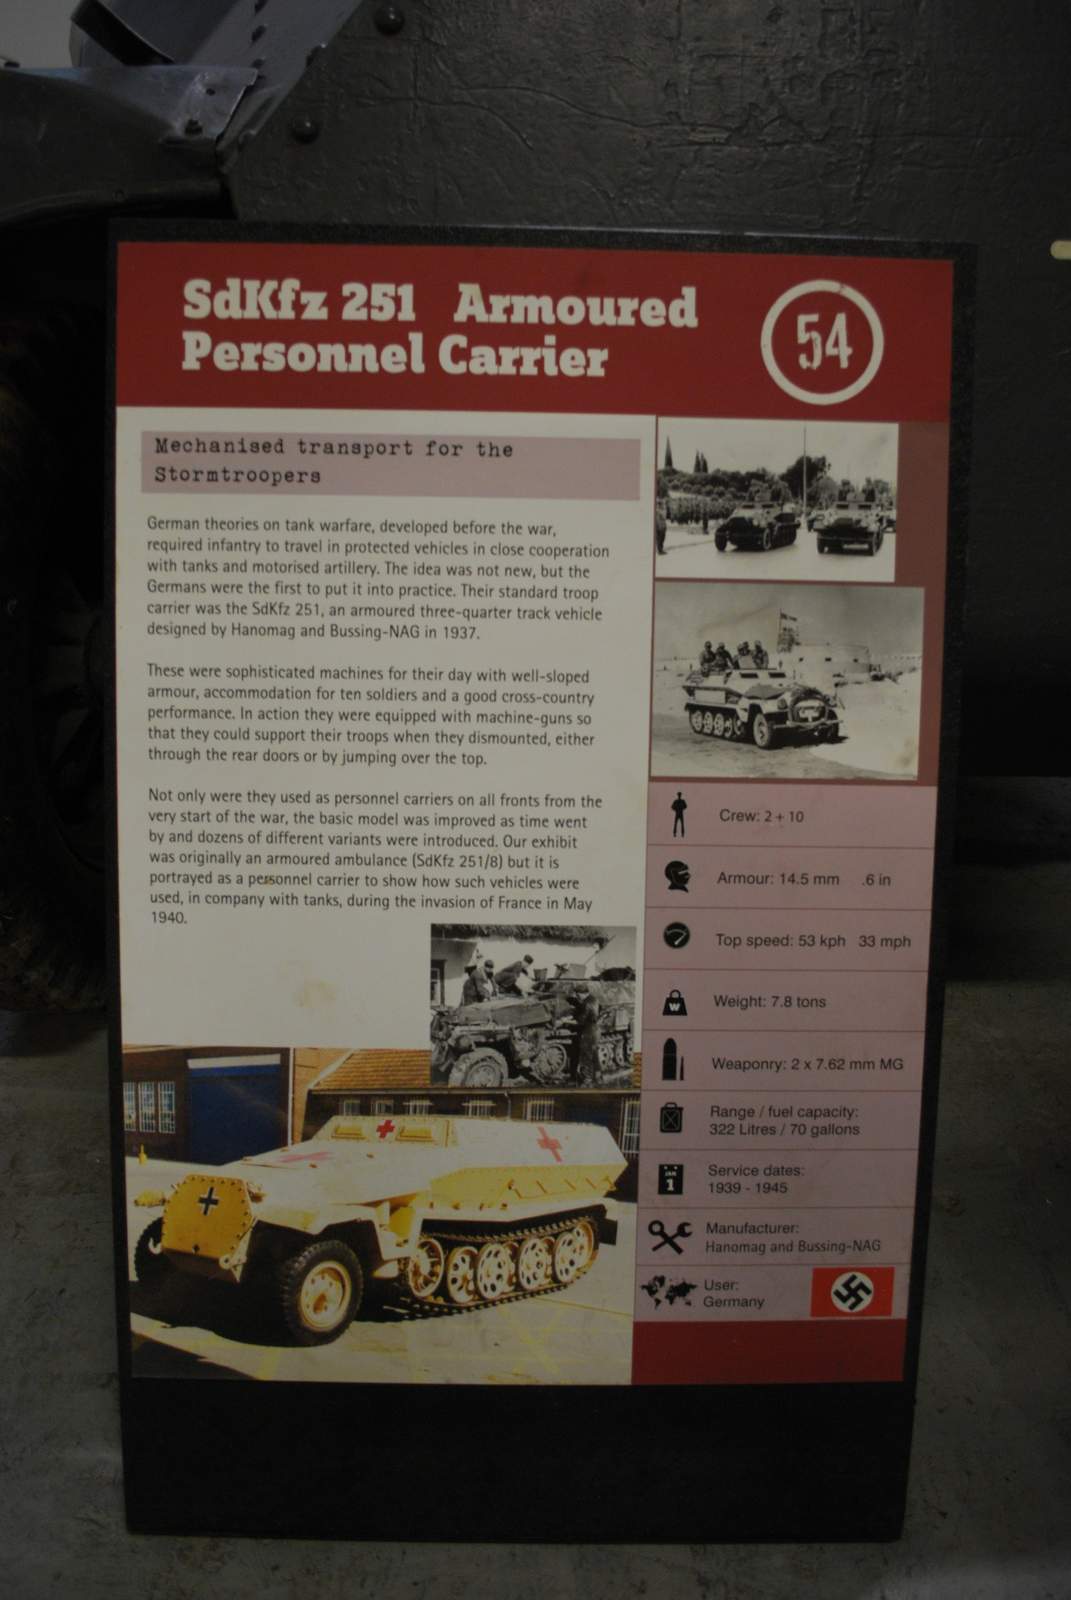 SdKfz 251 Armoured
Personnel Carrier
54
Mechanised transport for the
Stormtroopers
German theories on tank warfare, developed before the war,
required infantry to travel in protected vehicles in close cooperation
with tanks and motorised artillery. The idea was not new, but the
Germans were the first to put it into practice. Their standard troop
carrier was the SdKfz 251, an armoured three-quarter track vehicle
designed by Hanomag and Bussing-NAG in 1937.
These were sophisticated machines for their day with well-sloped
armour, accommodation for ten soldiers and a good cross-country
performance. In action they were equipped with machine-guns so
that they could support their troops when they dismounted, either
through the rear doors or by jumping over the top.
Not only were they used as personnel carriers on all fronts from the
very start of the war, the basic model was improved as time went
by and dozens of different variants were introduced. Our exhibit
was originally an armoured ambulance (SdKfz 251/8) but it is
portrayed as a personnel carrier to show how such vehicles were
used, in company with tanks, during the invasion of France in May
1940.
Crew: 2 + 10
Armour: 14.5 mm .6 in
Top speed: 53 kph 33 mph
W
Weight: 7.8 tons
Weaponry: 2 x 7.62 mm MG
Range / fuel capacity:
322 Litres / 70 gallons
JAN
1
Service dates:
1939 - 1945
Manufacturer:
Hanomag and Bussing-NAG
User:
Germany